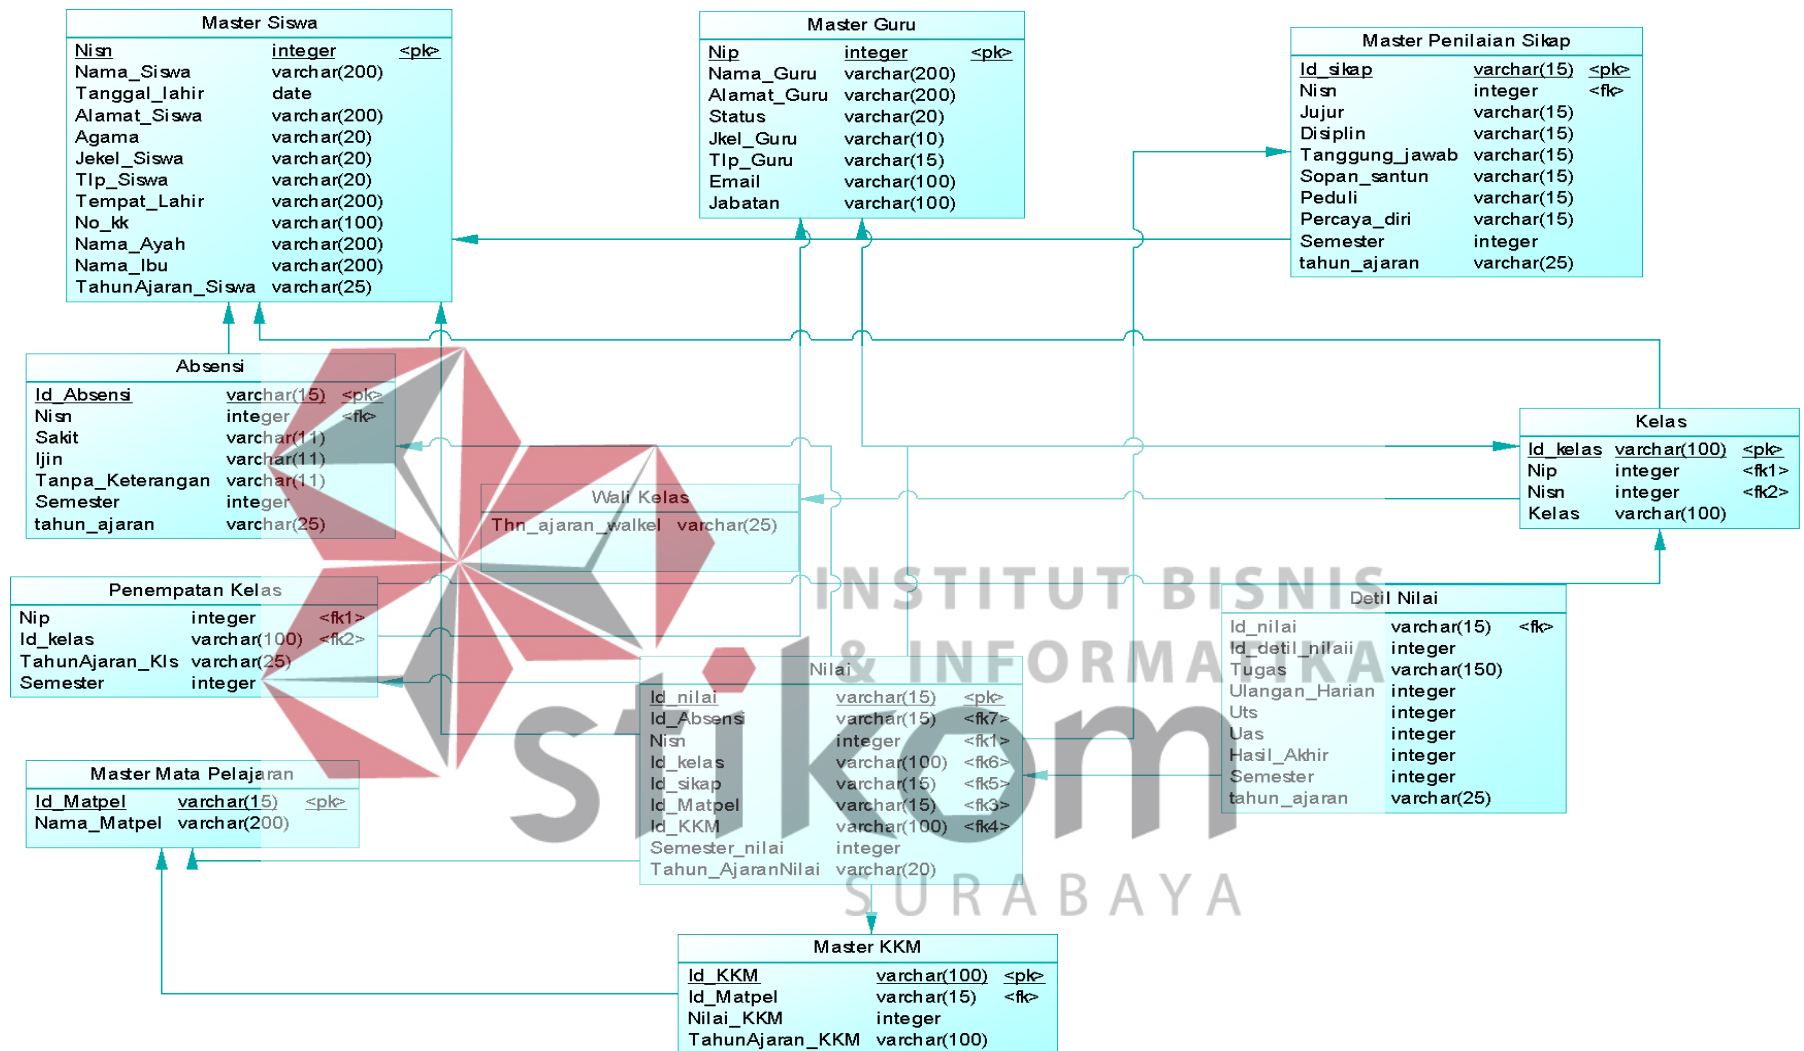 Master Siswa
Nisn integer <pk>
Nama_Siswa varchar(200)
Tanggal_lahir date
Alamat_Siswa varchar(200)
Agama varchar(20)
Jekel_Siswa varchar(20)
Tlp_Siswa varchar(20)
Tempat_Lahir varchar(200)
No_kk varchar(100)
Nama_Ayah varchar(200)
Nama_Ibu varchar(200)
TahunAjaran_Siswa varchar(25)
Master Guru
Nip integer <pk>
Nama_Guru varchar(200)
Alamat_Guru varchar(200)
Status varchar(20)
Jkel_Guru varchar(10)
Tlp_Guru varchar(15)
Email varchar(100)
Jabatan varchar(100)
Master Penilaian Sikap
Id_sikap varchar(15) <pk>
Nisn integer <fk>
Jujur varchar(15)
Disiplin varchar(15)
Tanggung_jawab varchar(15)
Sopan_santun varchar(15)
Peduli varchar(15)
Percaya_diri varchar(15)
Semester integer
tahun_ajaran varchar(25)
Absensi
Id_Absensi varchar(15) <pk>
Nisn integer <fk>
Sakit varchar(11)
Ijin varchar(11)
Tanpa_Keterangan varchar(11)
Semester integer
tahun_ajaran varchar(25)
Wali Kelas
Thn_ajaran_walkel varchar(25)
Kelas
Id_kelas varchar(100) <pk>
Nip integer <fk1>
Nisn integer <fk2>
Kelas varchar(100)
Penempatan Kelas
Nip integer <fk1>
Id_kelas varchar(100) <fk2>
TahunAjaran_Kls varchar(25)
Semester integer
INSTITUT BISNIS
& INFORMATIKA
stikom
SURABAYA
Detil Nilai
Id_nilai varchar(15) <fk>
Id_detil_nilaii integer
Tugas varchar(150)
Ulangan_Harian integer
Uts integer
Uas integer
Hasil_Akhir integer
Semester integer
tahun_ajaran varchar(25)
Nilai
Id_nilai varchar(15) <pk>
Id_Absensi varchar(15) <fk7>
Nisn integer <fk1>
Id_kelas varchar(100) <fk6>
Id_sikap varchar(15) <fk5>
Id_Matpel varchar(15) <fk3>
Id_KKM varchar(100) <fk4>
Semester_nilai integer
Tahun_AjaranNilai varchar(20)
Master Mata Pelajaran
Id_Matpel varchar(15) <pk>
Nama_Matpel varchar(200)
Master KKM
Id_KKM varchar(100) <pk>
Id_Matpel varchar(15) <fk>
Nilai_KKM integer
TahunAjaran_KKM varchar(100)